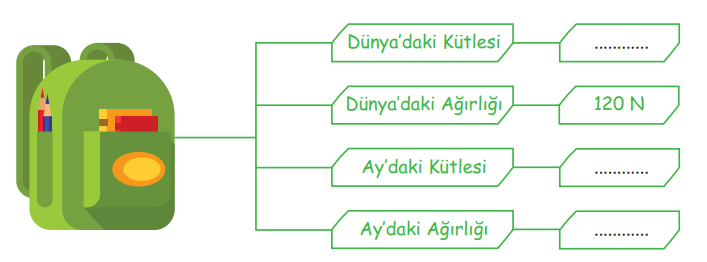 Dünya'daki Kütlesi
............
Dünya'daki Ağırlığı
120 N
Ay'daki Kütlesi
............
Ay'daki Ağırlığı
............